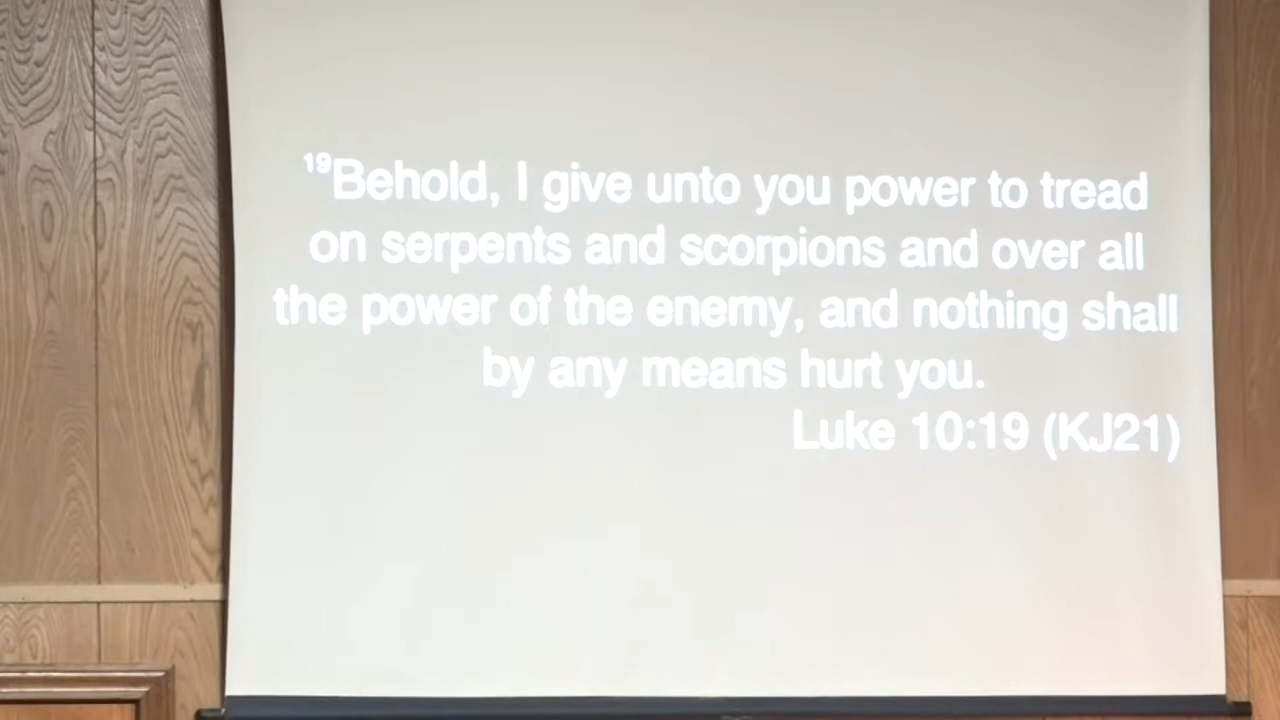 ¹⁹Behold, I give unto you power to tread
on serpents and scorpions and over all
the power of the enemy, and nothing shall
by any means hurt you.
Luke 10:19 (KJ21)